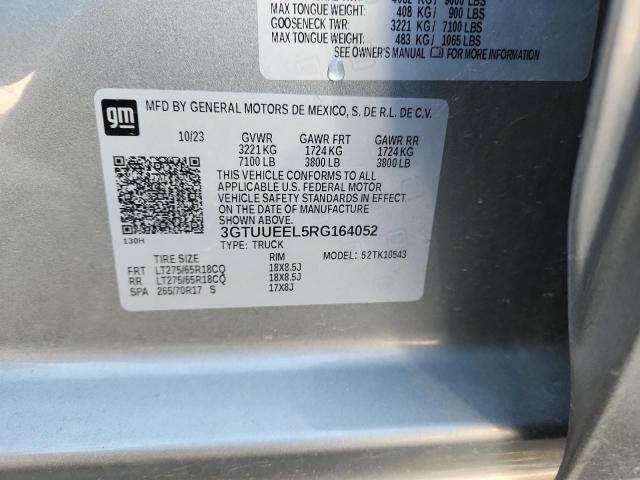 MAX TONGUE WEIGHT: 408 KG/ 900 LBS
GOOSENECK TWR: 3221 KG/ 7100 LBS
MAX TONGUE WEIGHT: 483 KG/ 1065 LBS
SEE OWNER'S MANUAL FOR MORE INFORMATION
gm MFD BY GENERAL MOTORS DE MEXICO, S. DE R.L. DE C.V.
10/23 GVWR GAWR FRT GAWR RR
3221 KG 1724 KG 1724 KG
7100 LB 3800 LB 3800 LB
THIS VEHICLE CONFORMS TO ALL
APPLICABLE U.S. FEDERAL MOTOR
VEHICLE SAFETY STANDARDS IN EFFECT
ON THE DATE OF MANUFACTURE
SHOWN ABOVE.
3GTUUEEL5RG164052
130H TYPE: TRUCK
MODEL: 52TK10543
TIRE SIZE RIM
FRT LT275/65R18CQ 18X8.5J
RR LT275/65R18CQ 18X8.5J
SPA 265/70R17 S 17X8J